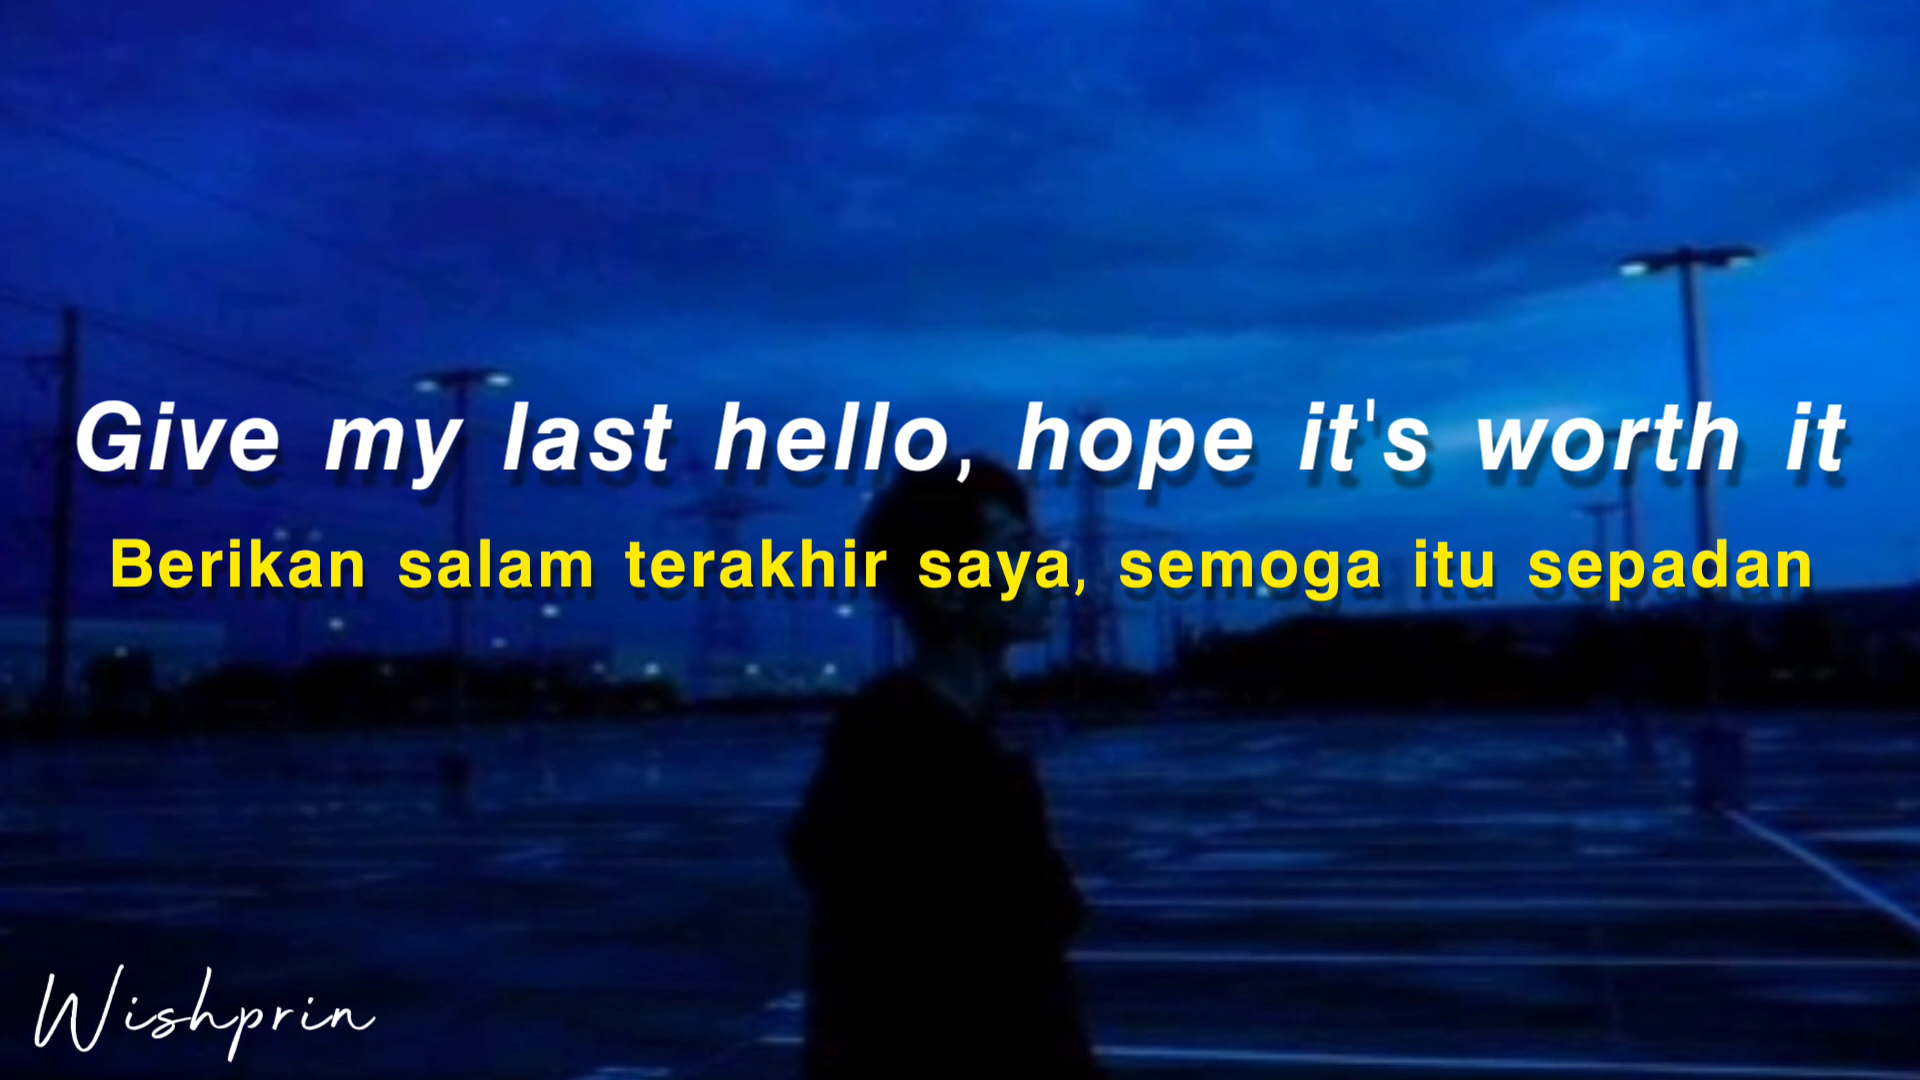 Give my last hello, hope it's worth it
Berikan salam terakhir saya, semoga itu sepadan
Wishprin